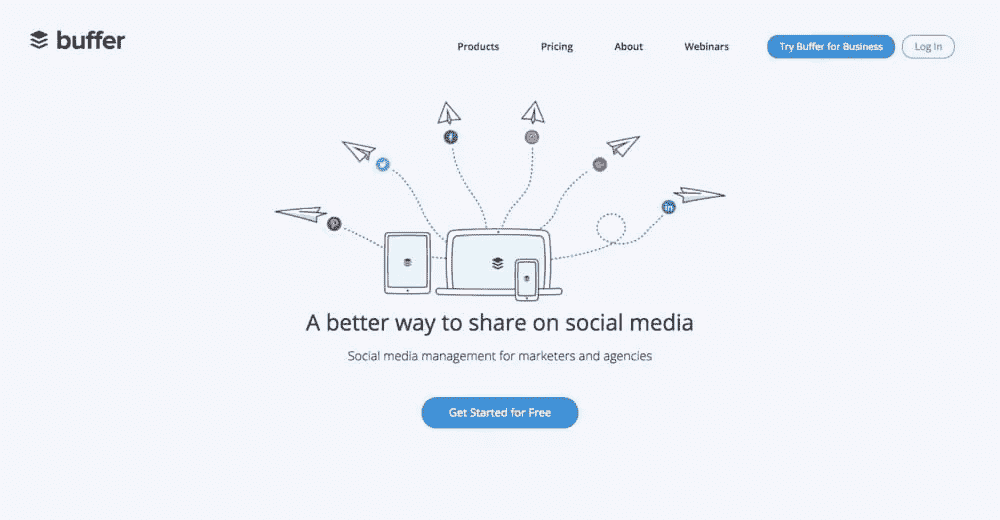 buffer
Products Pricing About Webinars Try Buffer for Business Log In
in
A better way to share on social media
Social media management for marketers and agencies
Get Started for Free